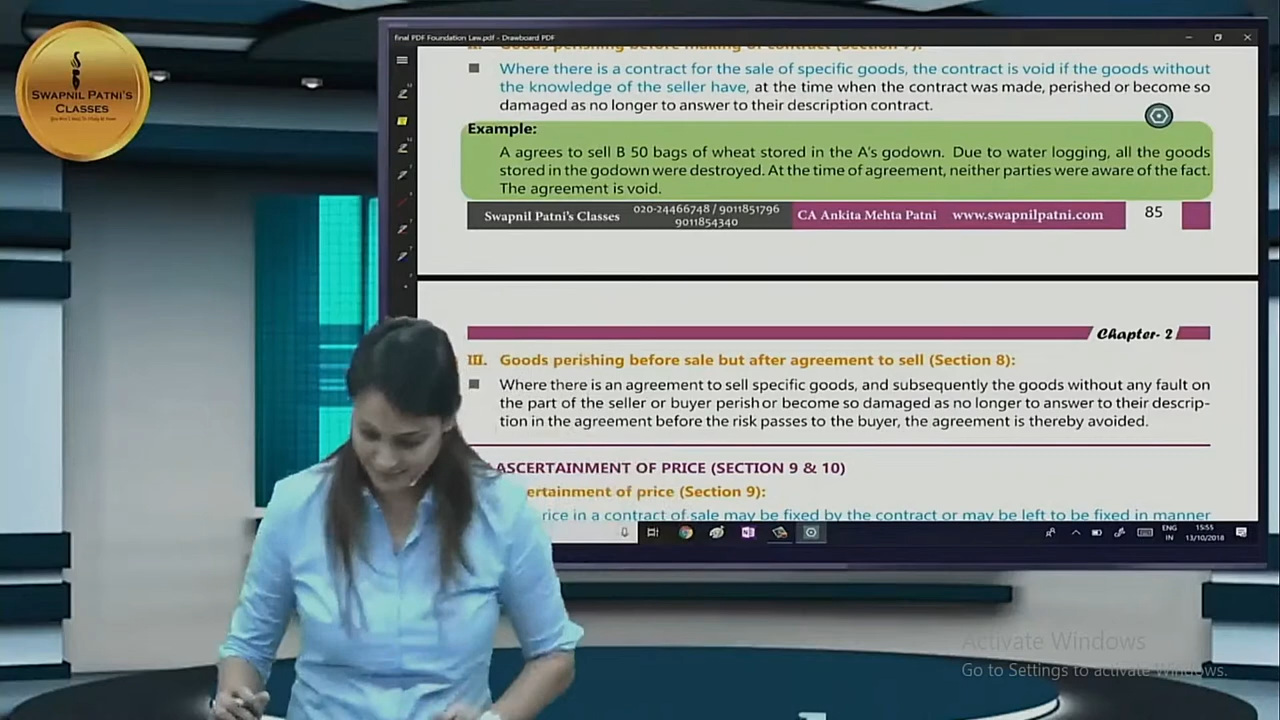 final PDF Foundation Law.pdf - Drawboard PDF
Goods perishing before making of contract (Section 7):
Where there is a contract for the sale of specific goods, the contract is void if the goods without
the knowledge of the seller have, at the time when the contract was made, perished or become so
damaged as no longer to answer to their description contract.
Example:
A agrees to sell B 50 bags of wheat stored in the A's godown. Due to water logging, all the goods
stored in the godown were destroyed. At the time of agreement, neither parties were aware of the fact.
The agreement is void.
Swapnil Patni's Classes 020-24466748 / 9011851796 CA Ankita Mehta Patni www.swapnilpatni.com 85
9011854340
Chapter- 2
III. Goods perishing before sale but after agreement to sell (Section 8):
Where there is an agreement to sell specific goods, and subsequently the goods without any fault on
the part of the seller or buyer perish or become so damaged as no longer to answer to their descrip-
tion in the agreement before the risk passes to the buyer, the agreement is thereby avoided.
ASCERTAINMENT OF PRICE (SECTION 9 & 10)
ertainment of price (Section 9):
rice in a contract of sale may be fixed by the contract or may be left to be fixed in manner
ENG
IN
15:55
13/10/2018
SWAPNIL PATNI'S
CLASSES
Activate Windows
Go to Settings to activate Windows.